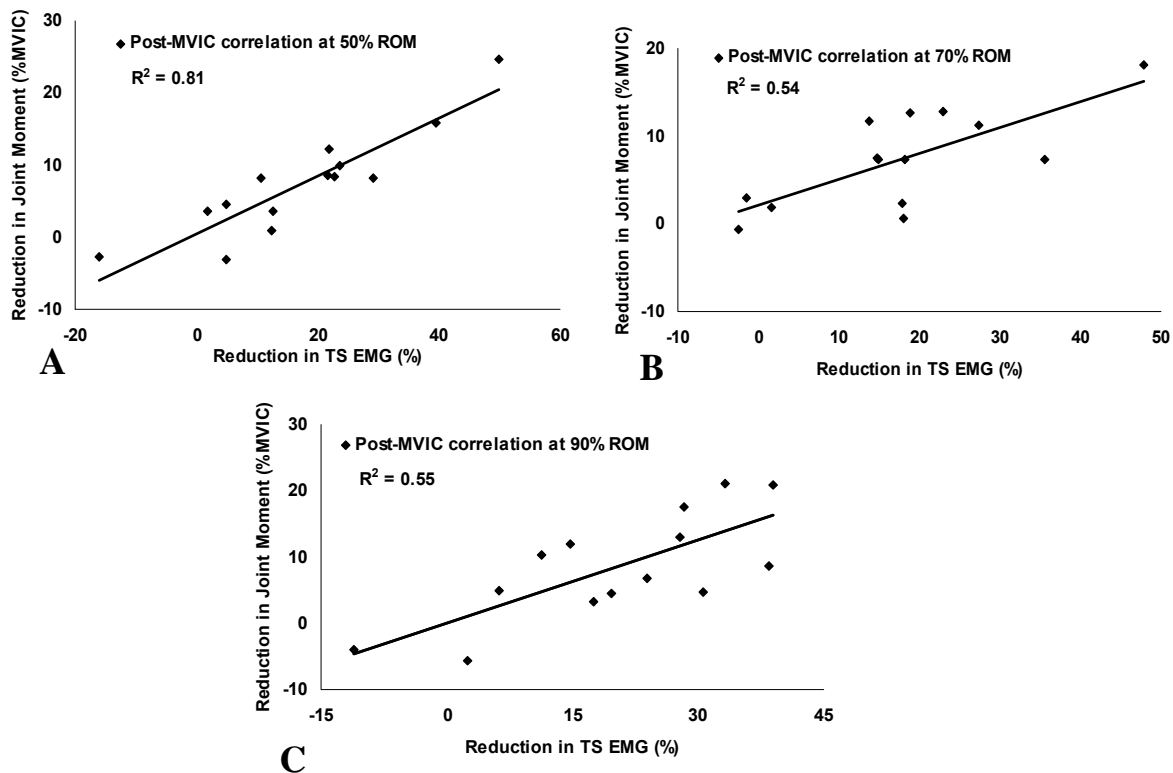 Reduction in Joint Moment (%MVIC)
30
20
10
0
-10
Post-MVIC correlation at 50% ROM
R² = 0.81
-20 0 20 40 60
Reduction in TS EMG (%)
A
Reduction in Joint Moment (%MVIC)
20
10
0
-10
Post-MVIC correlation at 70% ROM
R² = 0.54
-10 0 10 20 30 40 50
Reduction in TS EMG (%)
B
Reduction in Joint Moment (%MVIC)
30
20
10
0
-10
Post-MVIC correlation at 90% ROM
R² = 0.55
-15 0 15 30 45
Reduction in TS EMG (%)
C